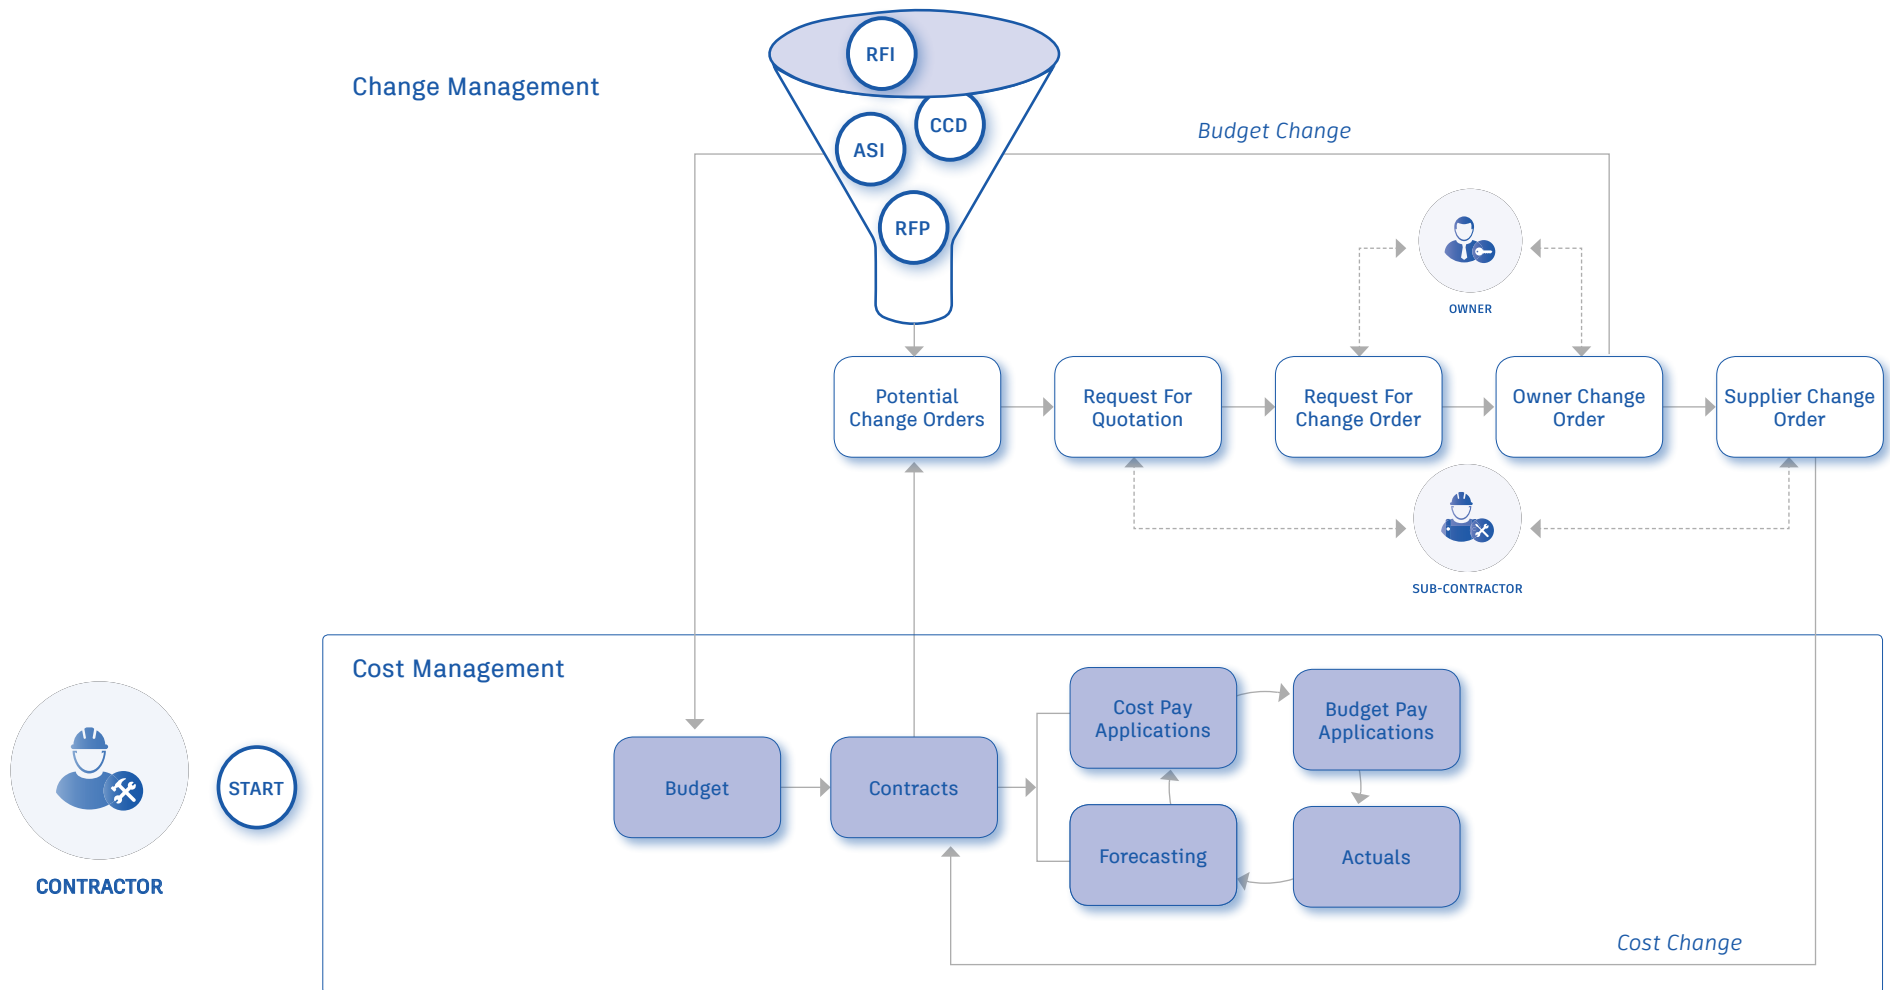 RFI
Change Management
CCD
Budget Change
ASI
RFP
OWNER
Potential
Change Orders
Request For
Quotation
Request For
Change Order
Owner Change
Order
Supplier Change
Order
SUB-CONTRACTOR
Cost Management
Cost Pay
Applications
Budget Pay
Applications
START
Budget
Contracts
Forecasting
Actuals
CONTRACTOR
Cost Change